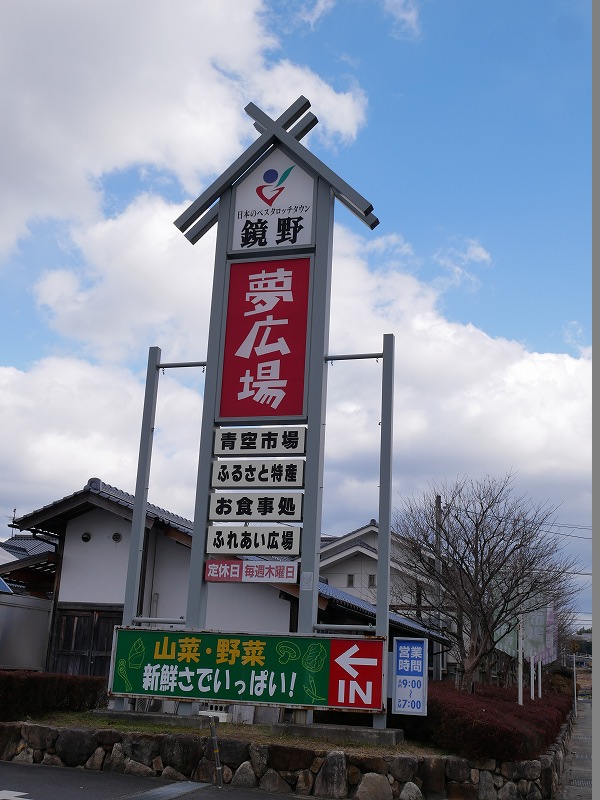 日本のペスタロッチタウン
鏡野
夢広場
青空市場
ふるさと特産
お食事処
ふれあい広場
定休日 毎週木曜日
山菜・野菜
新鮮さでいっぱい!
IN
営業
時間
9:00
~
7:00